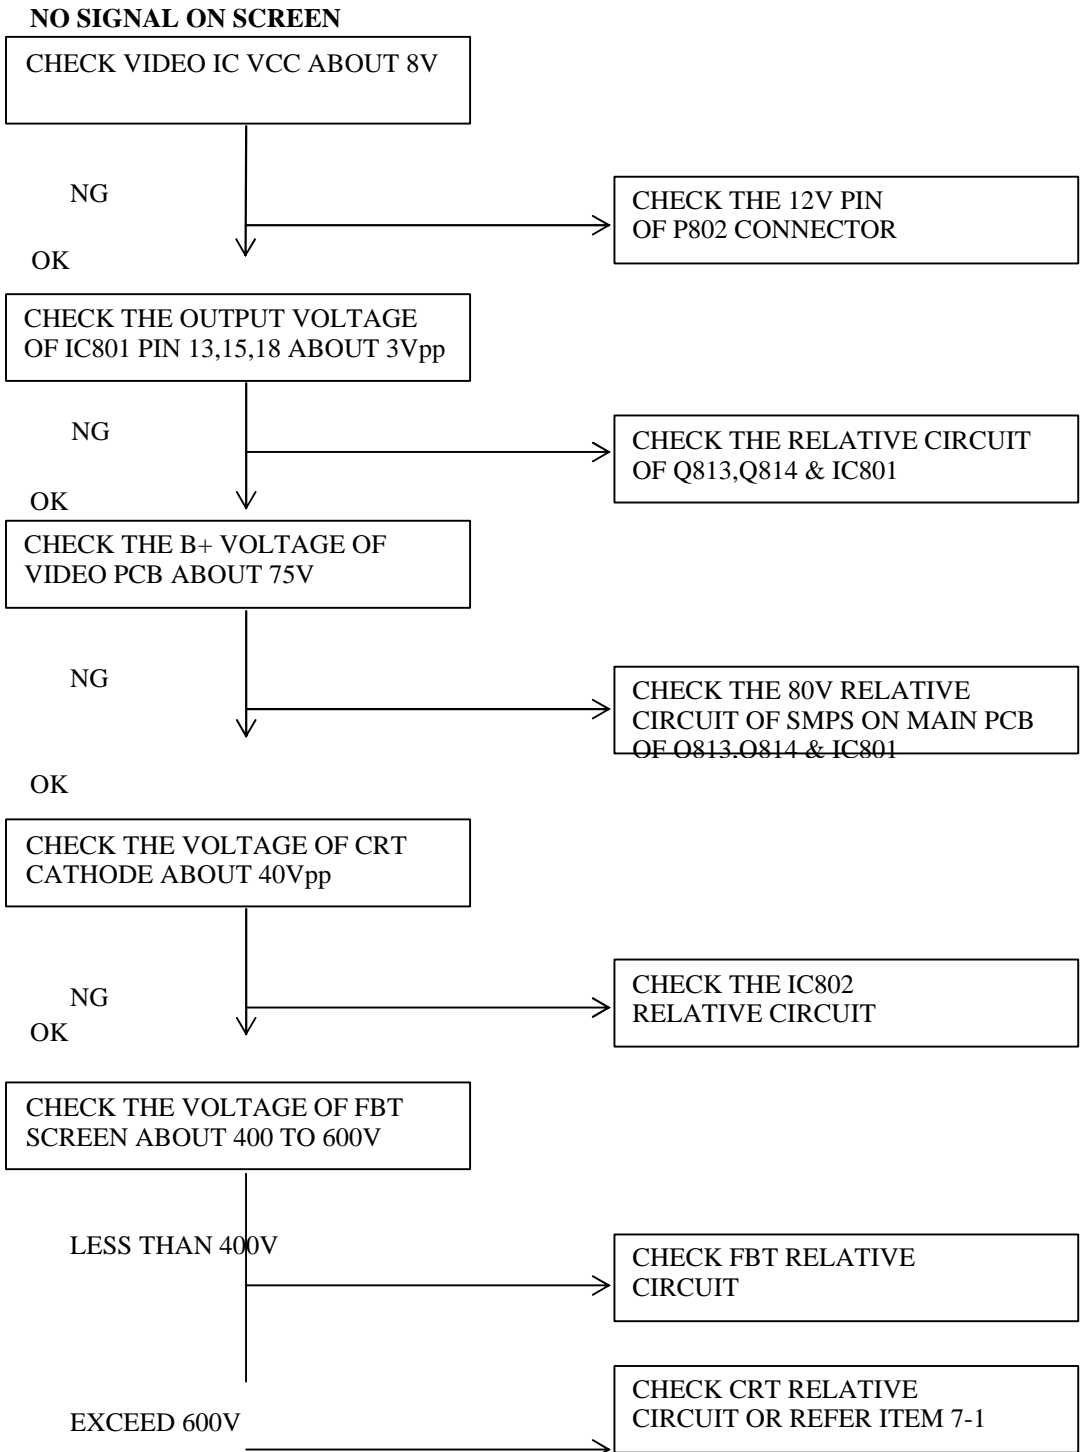 NO SIGNAL ON SCREEN
CHECK VIDEO IC VCC ABOUT 8V
NG
CHECK THE 12V PIN
OF P802 CONNECTOR
OK
CHECK THE OUTPUT VOLTAGE
OF IC801 PIN 13,15,18 ABOUT 3Vpp
NG
CHECK THE RELATIVE CIRCUIT
OF Q813,Q814 & IC801
OK
CHECK THE B+ VOLTAGE OF
VIDEO PCB ABOUT 75V
NG
CHECK THE 80V RELATIVE
CIRCUIT OF SMPS ON MAIN PCB
OF Q813,Q814 & IC801
OK
CHECK THE VOLTAGE OF CRT
CATHODE ABOUT 40Vpp
NG
CHECK THE IC802
RELATIVE CIRCUIT
OK
CHECK THE VOLTAGE OF FBT
SCREEN ABOUT 400 TO 600V
LESS THAN 400V
CHECK FBT RELATIVE
CIRCUIT
EXCEED 600V
CHECK CRT RELATIVE
CIRCUIT OR REFER ITEM 7-1